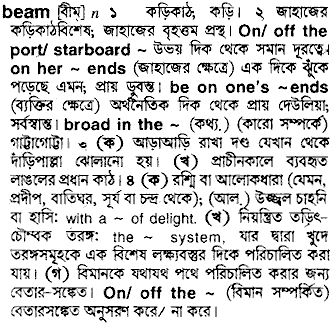 beam [বীম্] n ১ কড়িকাঠ, কড়ি। ২ জাহাজের
কড়িকাঠবিশেষ; জাহাজের বৃহত্তম প্রস্থ। On/ off the
port/ starboard ~ উভয় দিক থেকে সমান দূরত্বে।
on her ~ ends (জাহাজের ক্ষেত্রে) এক দিকে ঝুঁকে
পড়েছে এমন; প্রায় ডুবন্ত। be on one's ~ends
(ব্যক্তির ক্ষেত্রে) অর্থনৈতিক দিক থেকে প্রায় দেউলিয়া;
সর্বস্বান্ত। broad in the ~ (কথ্য.) (কারো সম্পর্কে)
গাট্টাগোট্টা। ৩ (ক) আড়াআড়ি রাখা দণ্ড যেখান থেকে
দাঁড়িপাল্লা ঝোলানো হয়। (খ) প্রাচীনকালে ব্যবহৃত
লাঙলের প্রধান কাঠ। ৪ (ক) রশ্মি বা আলোকধারা (যেমন,
প্রদীপ, বাতিঘর, সূর্য বা চন্দ্র থেকে); (আল.) উজ্জ্বল চাহনি
বা হাসি: with a ~ of delight. (খ) নিয়ন্ত্রিত তড়িৎ-
চৌম্বক তরঙ্গ: the ~ system, যার দ্বারা খুদে
তরঙ্গসমূহকে এক বিশেষ লক্ষ্যবস্তুর দিকে পরিচালিত করা
যায়। (গ) বিমানকে যথাযথ পথে পরিচালিত করার জন্য
বেতার-সঙ্কেত। On/ off the ~ (বিমান সম্পর্কিত)
বেতারসঙ্কেত অনুসরণ করে/ না করে।